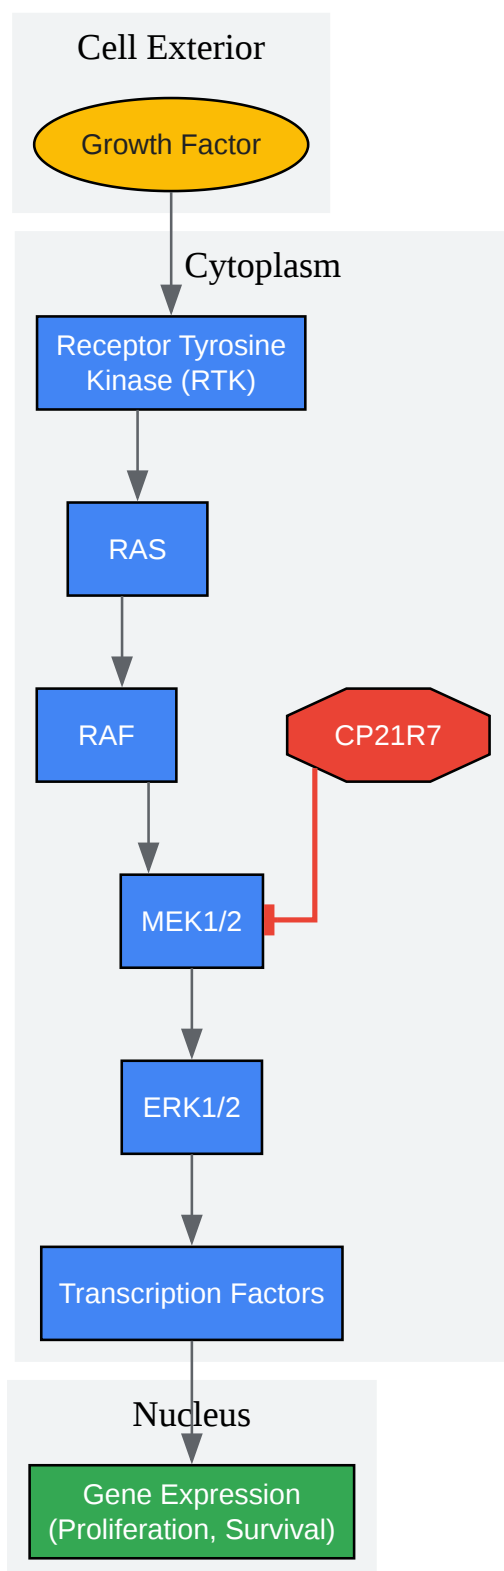 Cell Exterior
Growth Factor
Cytoplasm
Receptor Tyrosine
Kinase (RTK)
RAS
RAF
CP21R7
MEK1/2
ERK1/2
Transcription Factors
Nucleus
Gene Expression
(Proliferation, Survival)